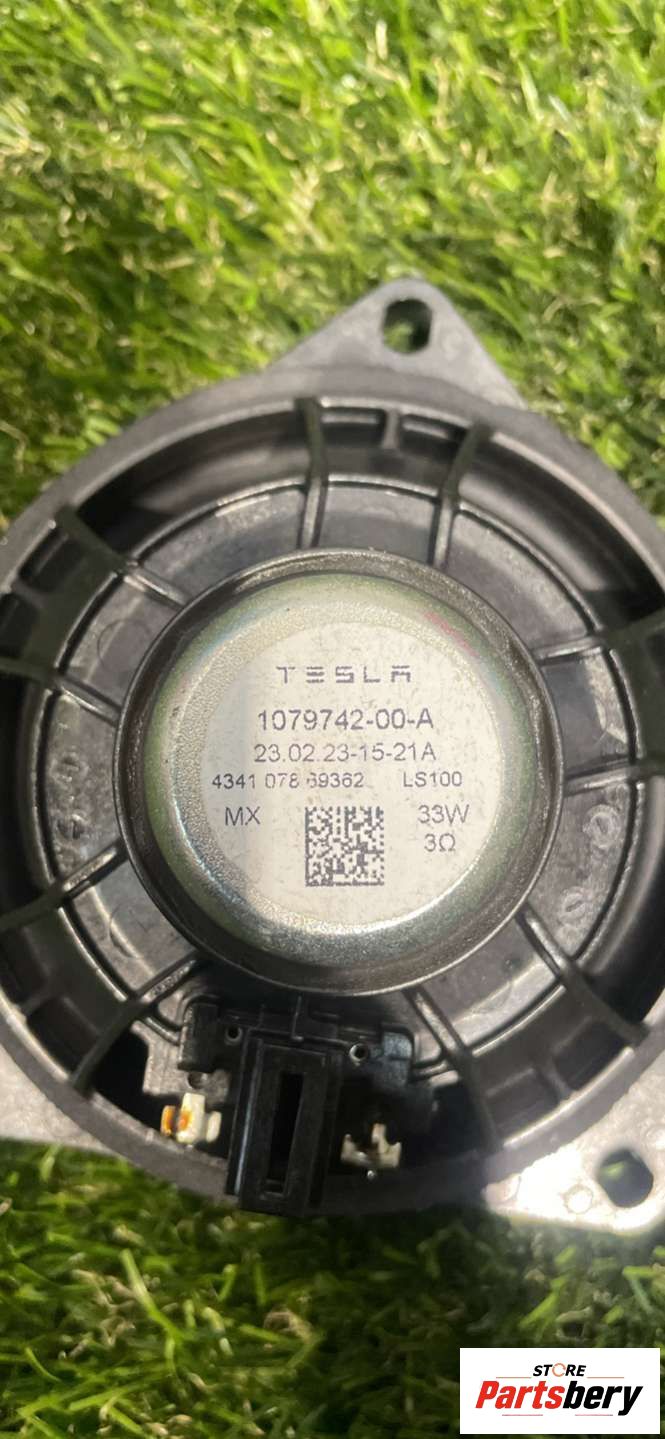 TESLA
1079742-00-A
23.02.23-15-21A
4341 078 69362 LS100
MX 33W
3Ω
STORE
Partsbery